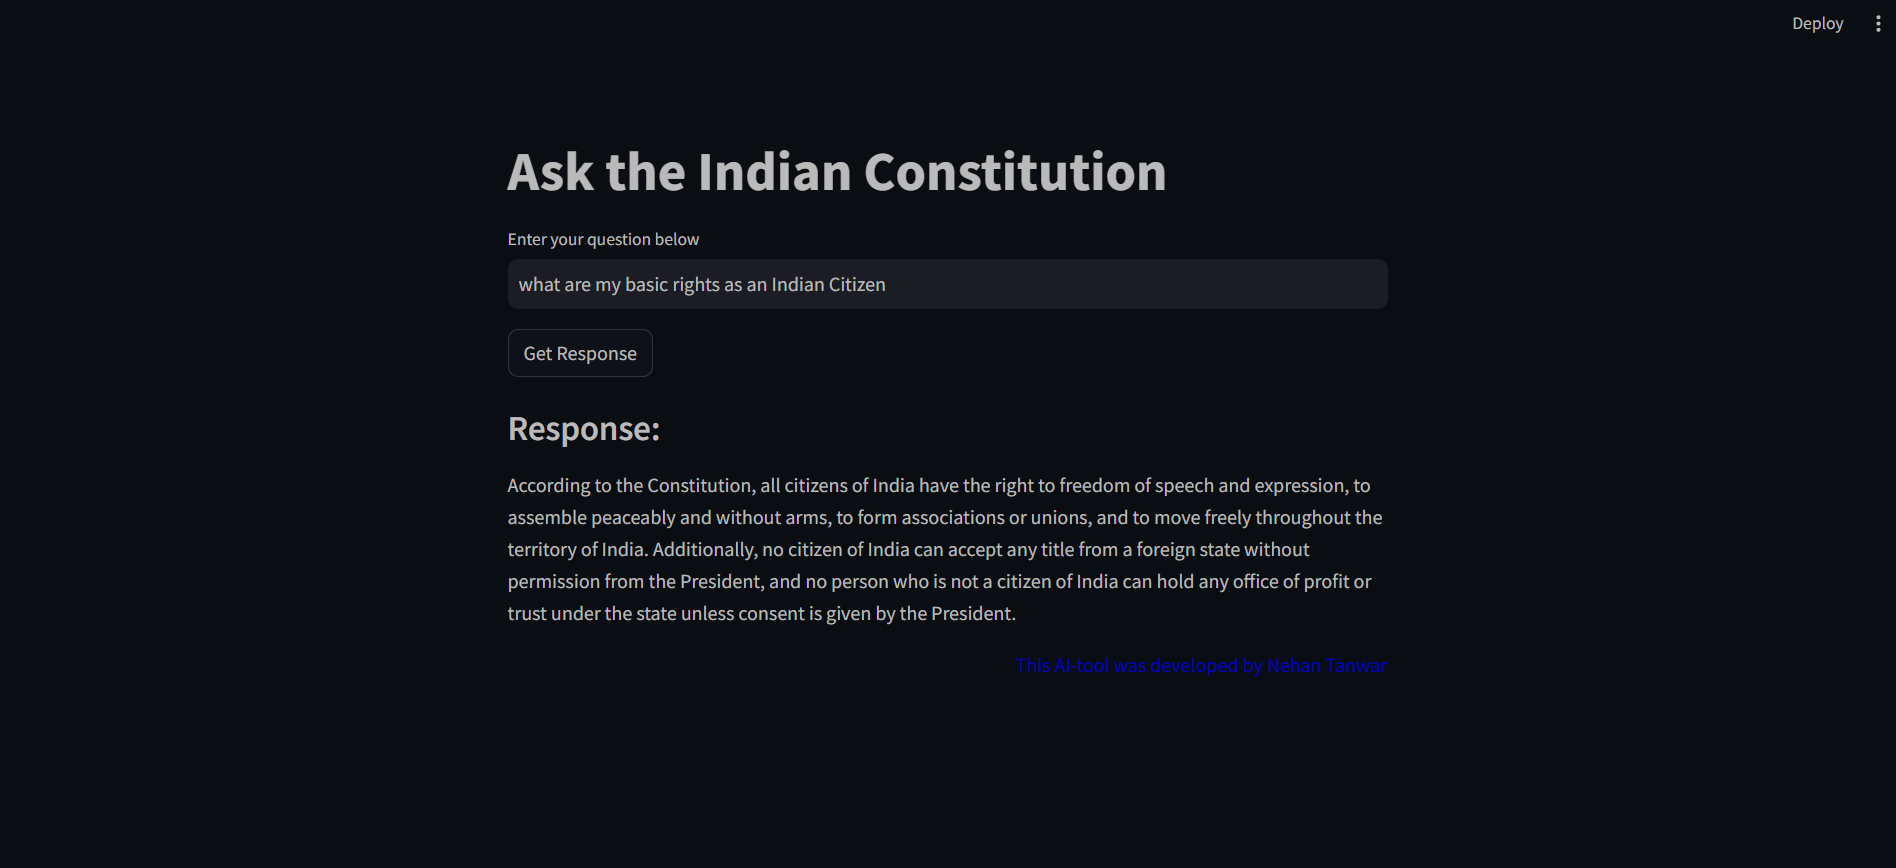 Deploy
Ask the Indian Constitution
Enter your question below
what are my basic rights as an Indian Citizen
Get Response
Response:
According to the Constitution, all citizens of India have the right to freedom of speech and expression, to
assemble peaceably and without arms, to form associations or unions, and to move freely throughout the
territory of India. Additionally, no citizen of India can accept any title from a foreign state without
permission from the President, and no person who is not a citizen of India can hold any office of profit or
trust under the state unless consent is given by the President.
This AI-tool was developed by Nehan Tanwar